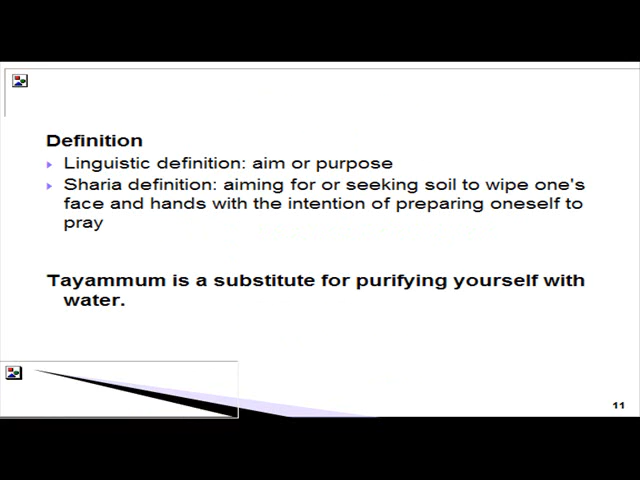 Definition
Linguistic definition: aim or purpose
Sharia definition: aiming for or seeking soil to wipe one's
face and hands with the intention of preparing oneself to
pray
Tayammum is a substitute for purifying yourself with
water.
11